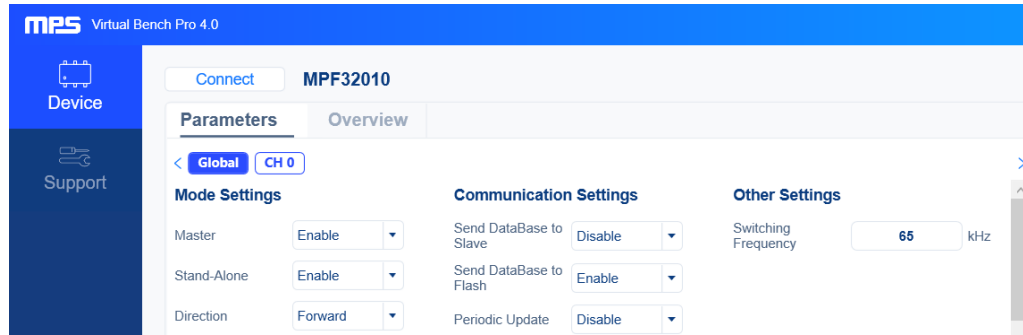 mps Virtual Bench Pro 4.0
Device
Support
Connect MPF32010
Parameters Overview
< Global CH 0 >
Mode Settings
Master Enable
Stand-Alone Enable
Direction Forward
Communication Settings
Send DataBase to
Slave
Disable
Send DataBase to
Flash
Enable
Periodic Update Disable
Other Settings
Switching
Frequency
65 kHz